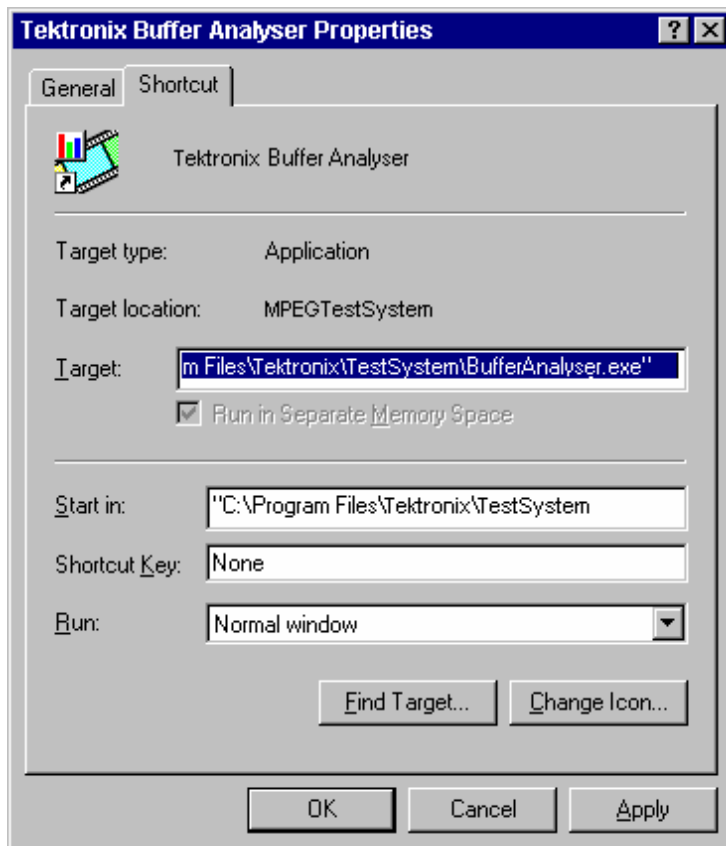 Tektronix Buffer Analyser Properties
General Shortcut
Tektronix Buffer Analyser
Target type: Application
Target location: MPEGTestSystem
Target: m Files\Tektronix\TestSystem\BufferAnalyser.exe"
Run in Separate Memory Space
Start in: "C:\Program Files\Tektronix\TestSystem
Shortcut Key: None
Run: Normal window
Find Target... Change Icon...
OK Cancel Apply